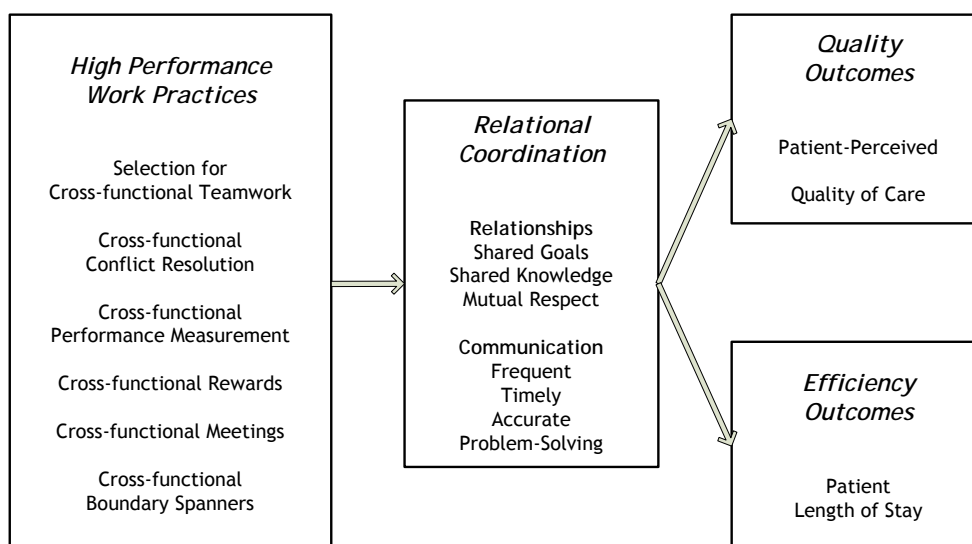 High Performance
Work Practices
Selection for
Cross-functional Teamwork
Cross-functional
Conflict Resolution
Cross-functional
Performance Measurement
Cross-functional Rewards
Cross-functional Meetings
Cross-functional
Boundary Spanners
Relational
Coordination
Relationships
Shared Goals
Shared Knowledge
Mutual Respect
Communication
Frequent
Timely
Accurate
Problem-Solving
Quality
Outcomes
Patient-Perceived
Quality of Care
Efficiency
Outcomes
Patient
Length of Stay